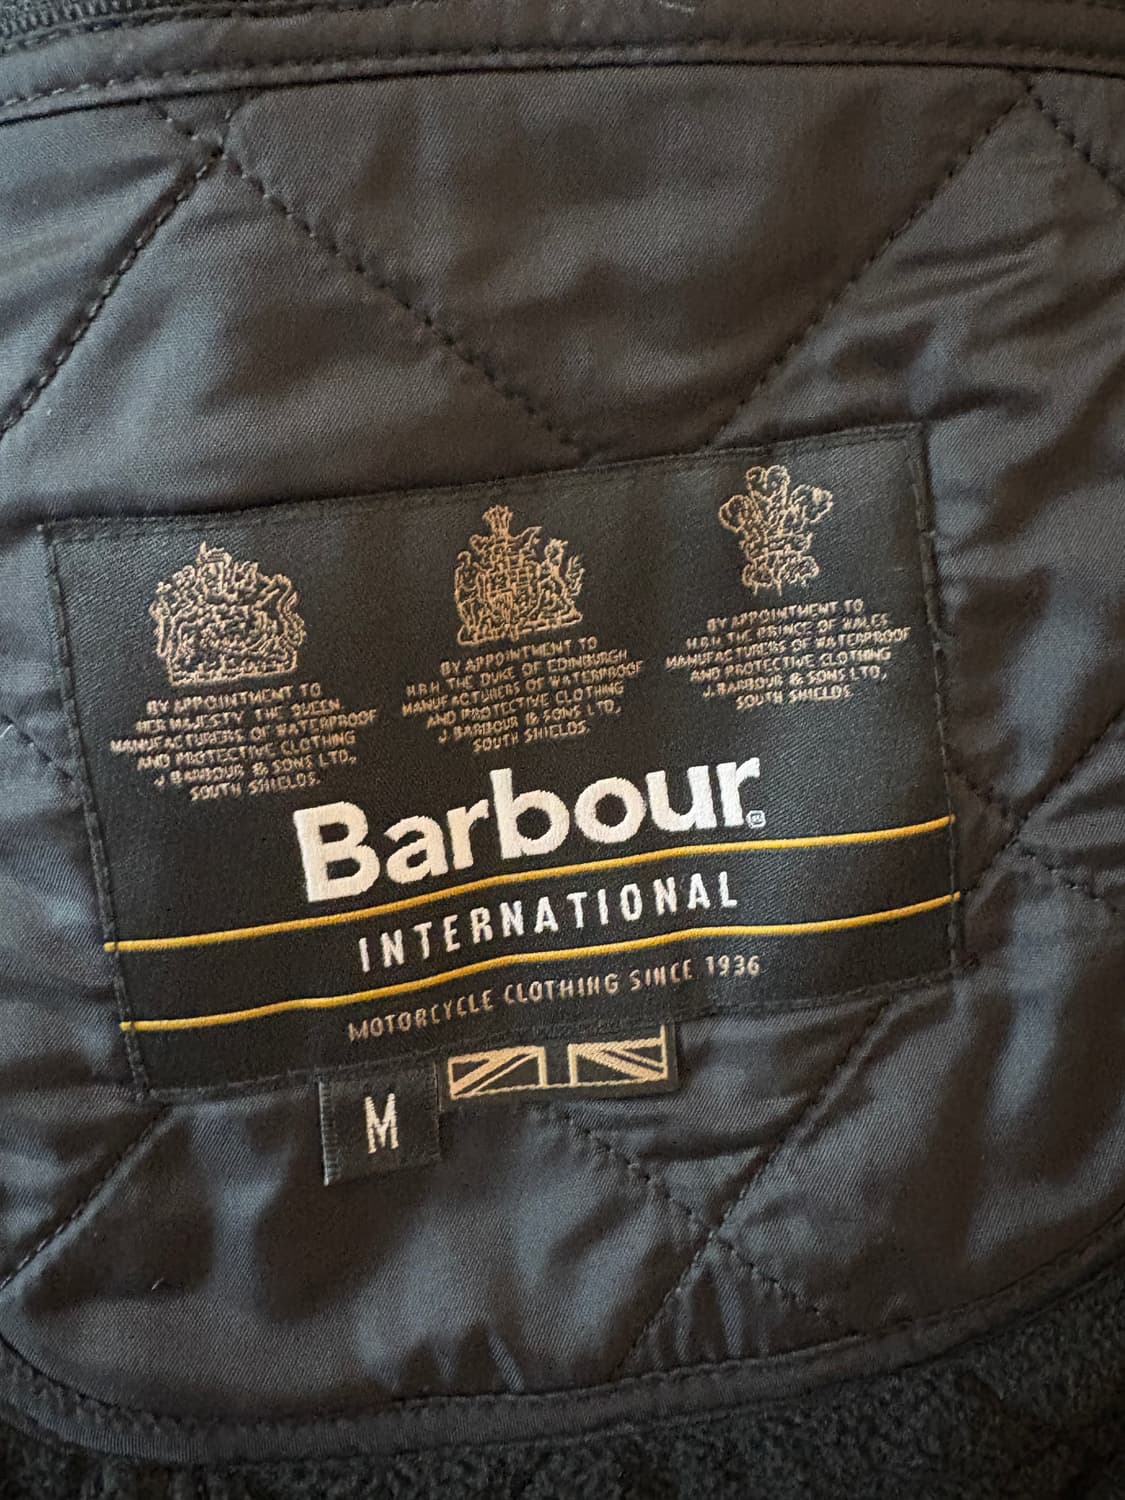 BY APPOINTMENT TO
HER MAJESTY THE QUEEN
MANUFACTURERS OF WATERPROOF
AND PROTECTIVE CLOTHING
J. BARBOUR & SONS LTD,
SOUTH SHIELDS.
BY APPOINTMENT TO
H.R.H. THE DUKE OF EDINBURGH
MANUFACTURERS OF WATERPROOF
AND PROTECTIVE CLOTHING
J. BARBOUR & SONS LTD,
SOUTH SHIELDS.
BY APPOINTMENT TO
H.R.H. THE PRINCE OF WALES
MANUFACTURERS OF WATERPROOF
AND PROTECTIVE CLOTHING
J. BARBOUR & SONS LTD,
SOUTH SHIELDS.
Barbour®
INTERNATIONAL
MOTORCYCLE CLOTHING SINCE 1936
M